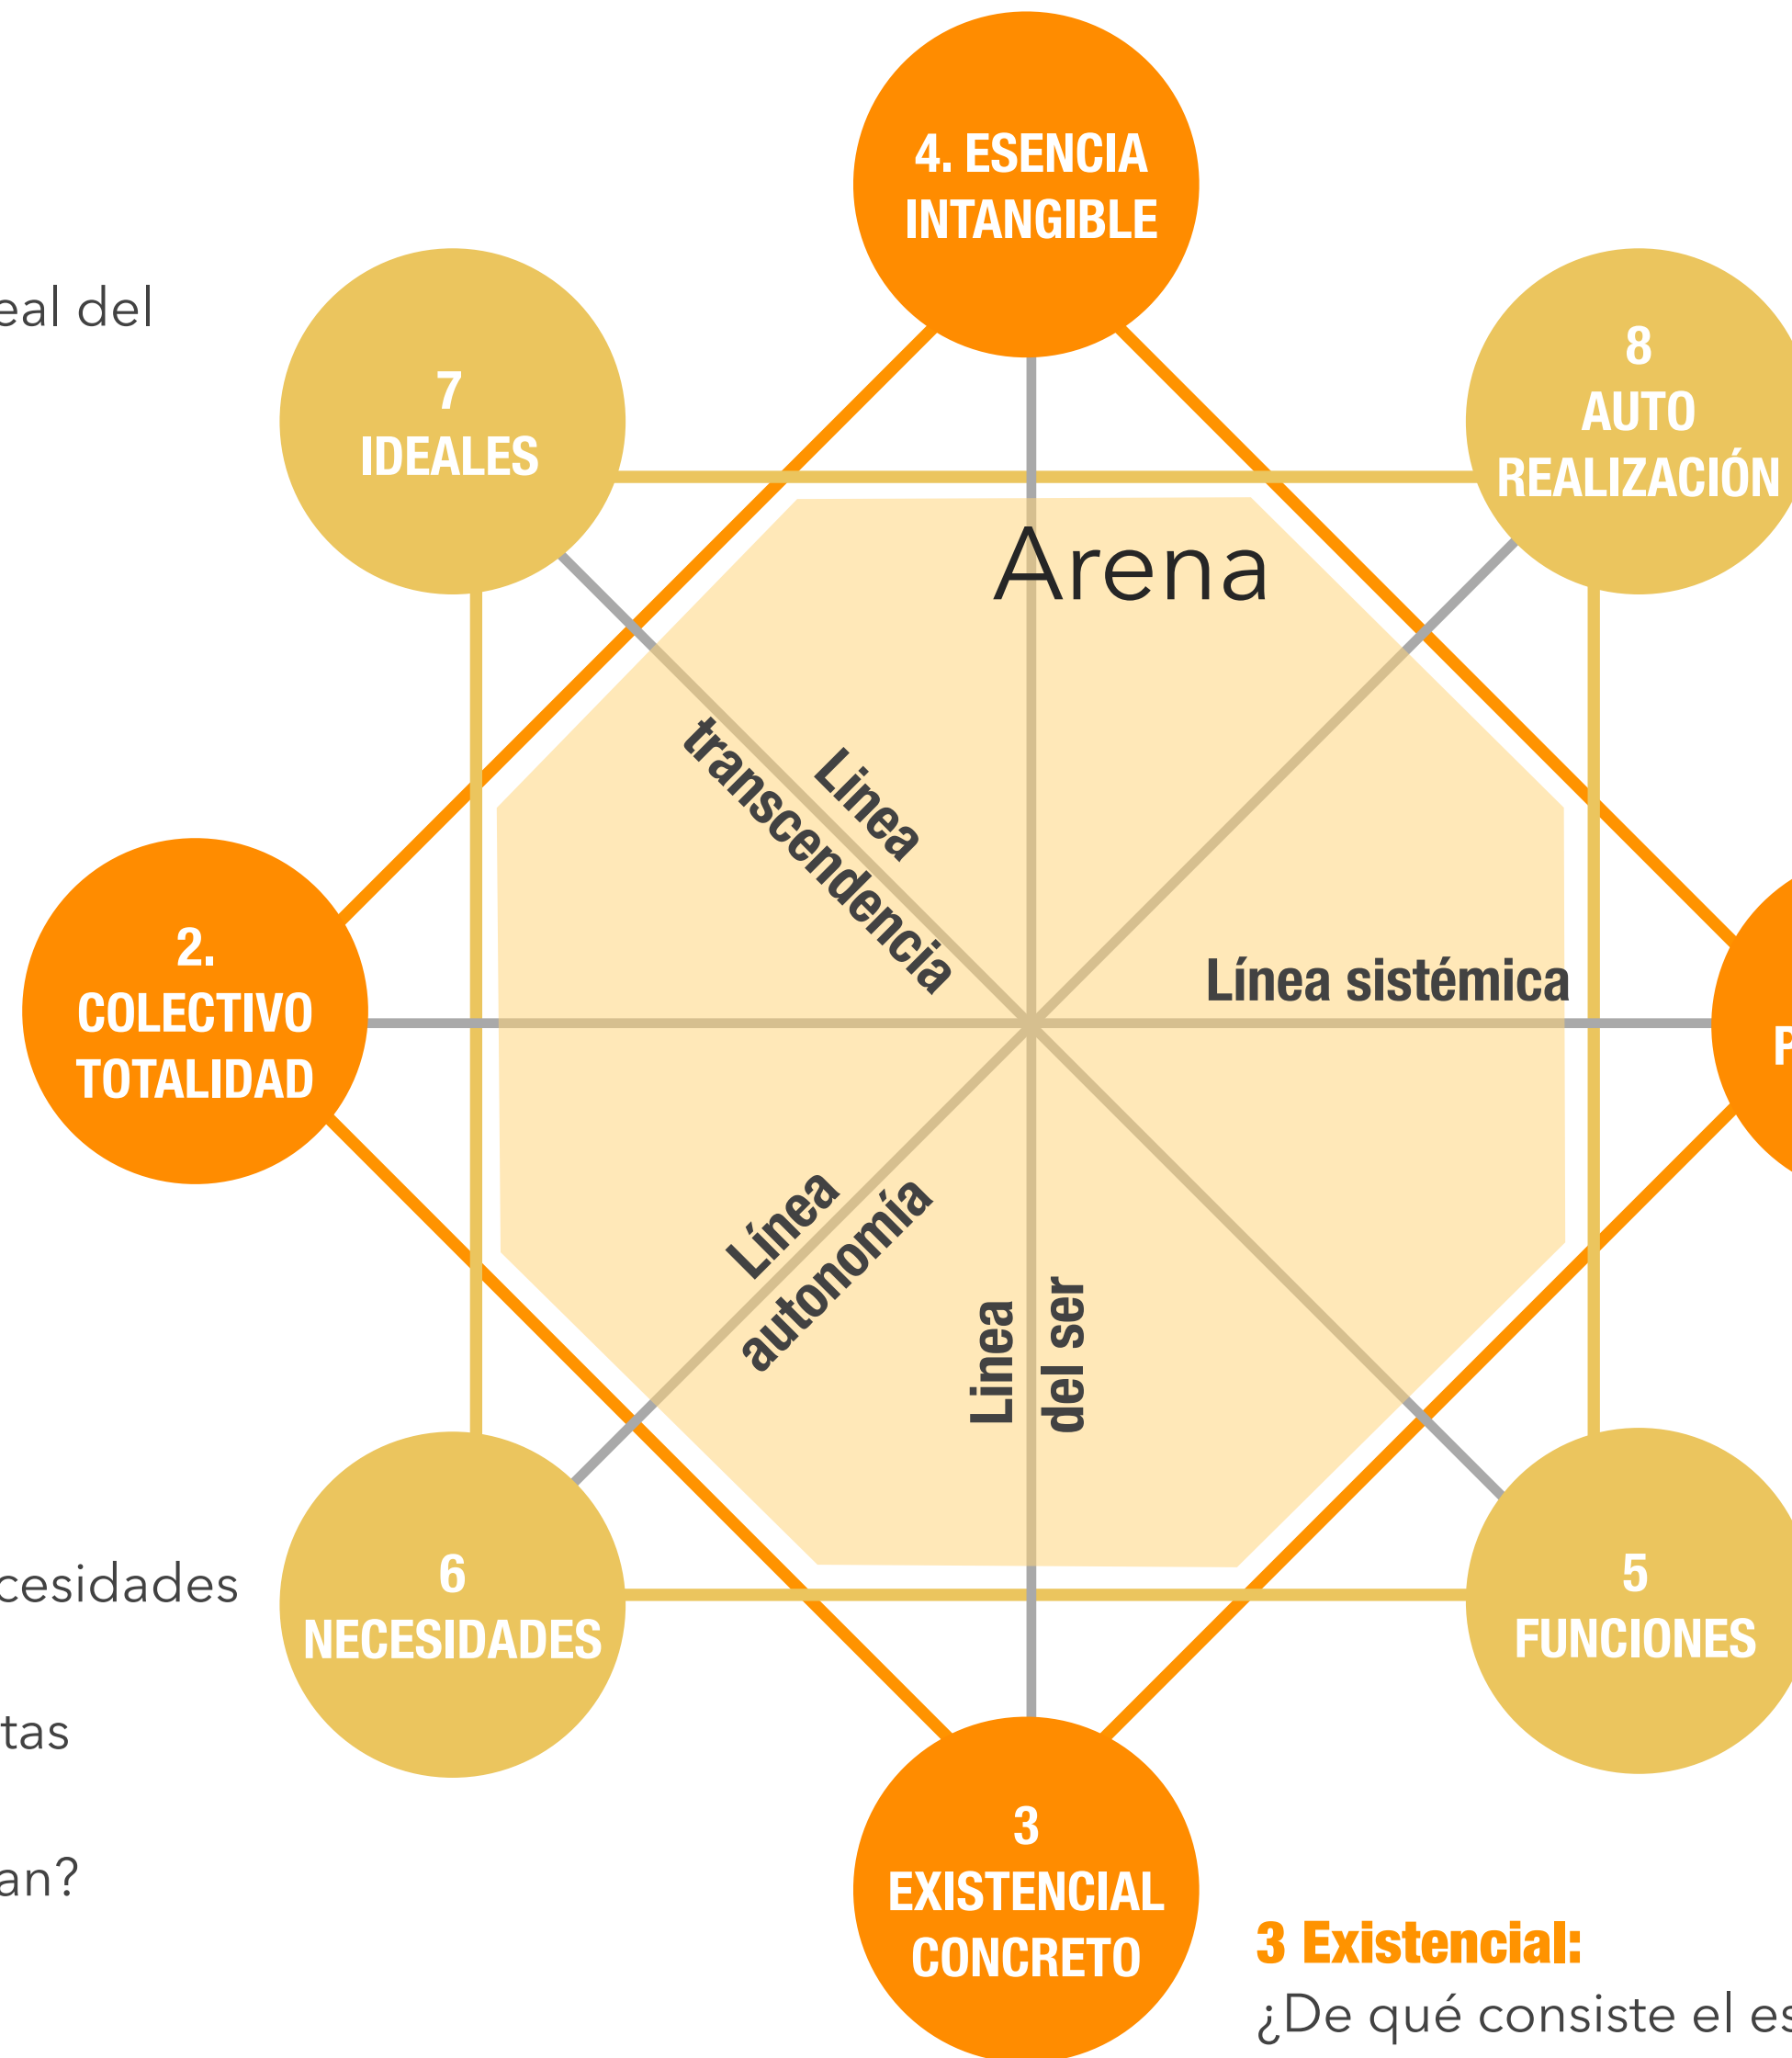 4. ESENCIA
INTANGIBLE
eal del
7
IDEALES
8
AUTO
REALIZACIÓN
Arena
Linea
transcendencia
2.
COLECTIVO
TOTALIDAD
Línea sistémica
P
Línea
autonomía
Linea
del ser
cesidades
6
NECESIDADES
5
FUNCIONES
tas
3
EXISTENCIAL
CONCRETO
an?
3 Existencial:
¿De qué consiste el es